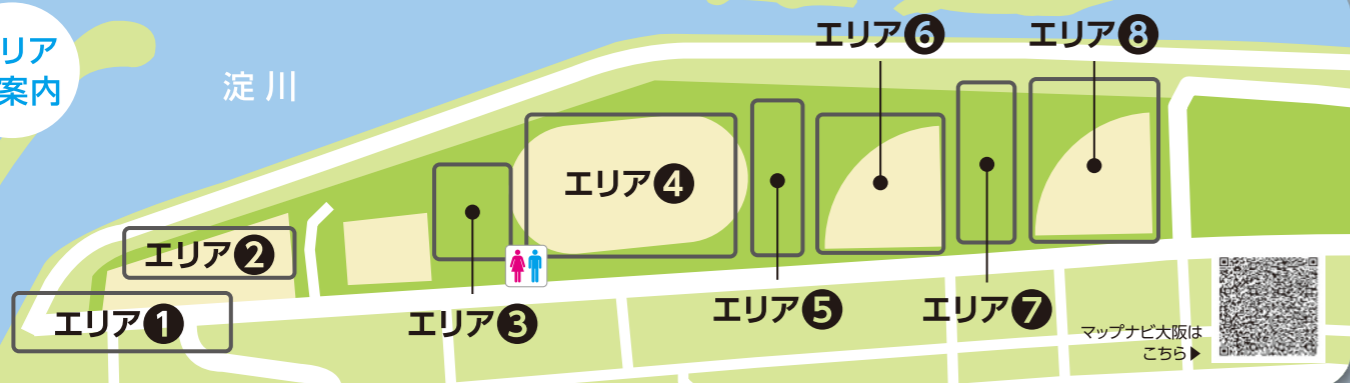 リア
案内
淀川
エリア❻
エリア❽
エリア❹
エリア❷
エリア❶
エリア❸
エリア❺
エリア❼
マップナビ大阪は
こちら▶